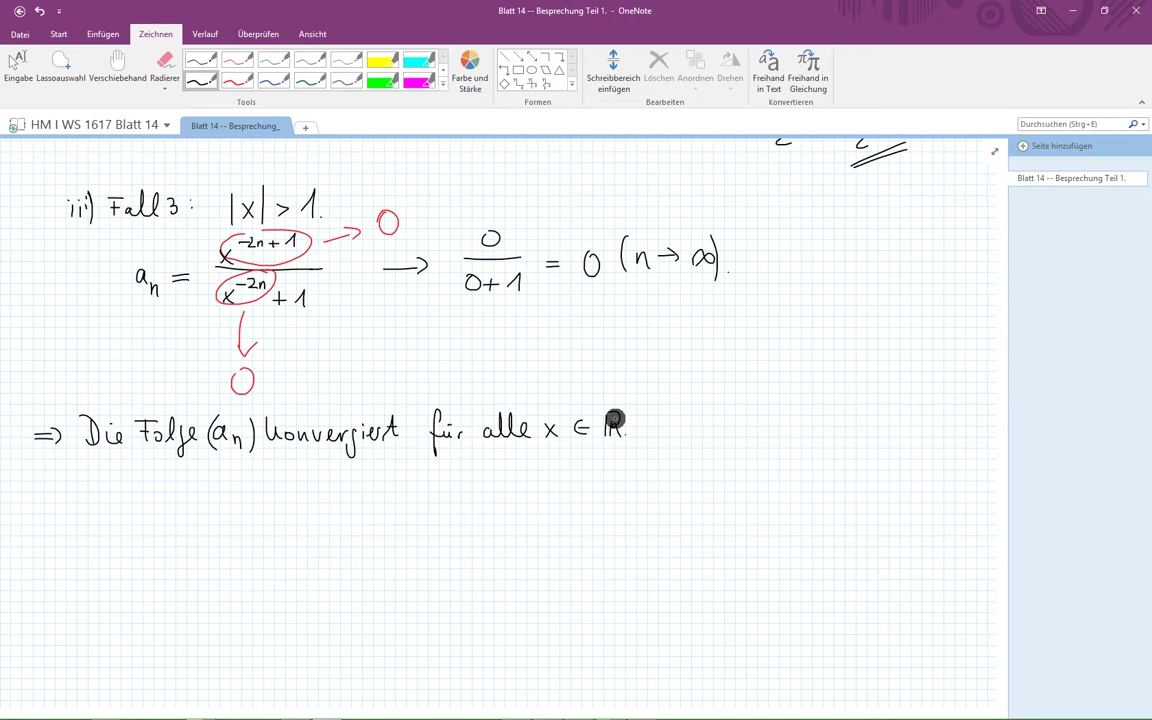 Blatt 14 -- Besprechung Teil 1. - OneNote
Datei Start Einfügen Zeichnen Verlauf Überprüfen Ansicht
Eingabe Lassoauswahl Verschiebehand Radierer
Farbe und Stärke
Schreibbereich einfügen
Löschen Anordnen Drehen
Freihand in Text
Freihand in Gleichung
Tools Formen Bearbeiten Konvertieren
HM I WS 1617 Blatt 14
Blatt 14 -- Besprechung_
Durchsuchen (Strg+E)
Seite hinzufügen
Blatt 14 -- Besprechung Teil 1.
iii) Fall 3: |x| > 1.
a_n = x^{-2n+1} / (x^{-2n} + 1) → 0 / (0+1) = 0 (n → ∞).
→ 0
↓
0
⇒ Die Folge (a_n) konvergiert für alle x ∈ ℝ.